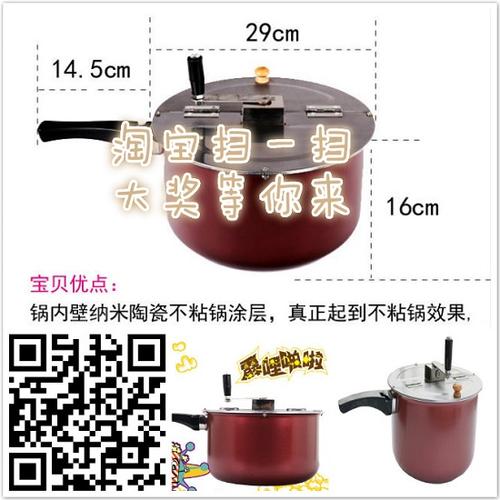 29cm
14.5cm
淘宝扫一扫
大奖等你来
16cm
宝贝优点：
锅内壁纳米陶瓷不粘锅涂层，真正起到不粘锅效果，
霹哩啪啦